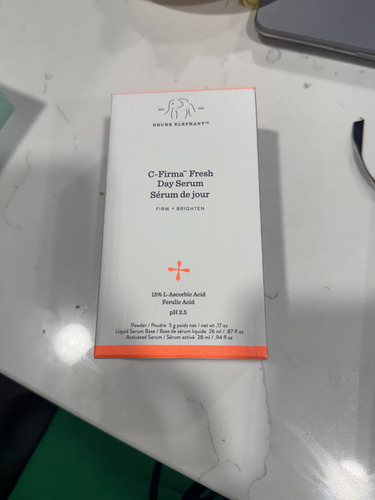 DRUNK ELEPHANT™
C-Firma™ Fresh
Day Serum
Sérum de jour
FIRM + BRIGHTEN
15% L-Ascorbic Acid
Ferulic Acid
pH 2.5
Powder / Poudre 5 g poids net / net wt .17 oz
Liquid Serum Base / Base de sérum liquide 26 ml / .87 fl oz
Activated Serum / Sérum activé 28 ml / .94 fl oz